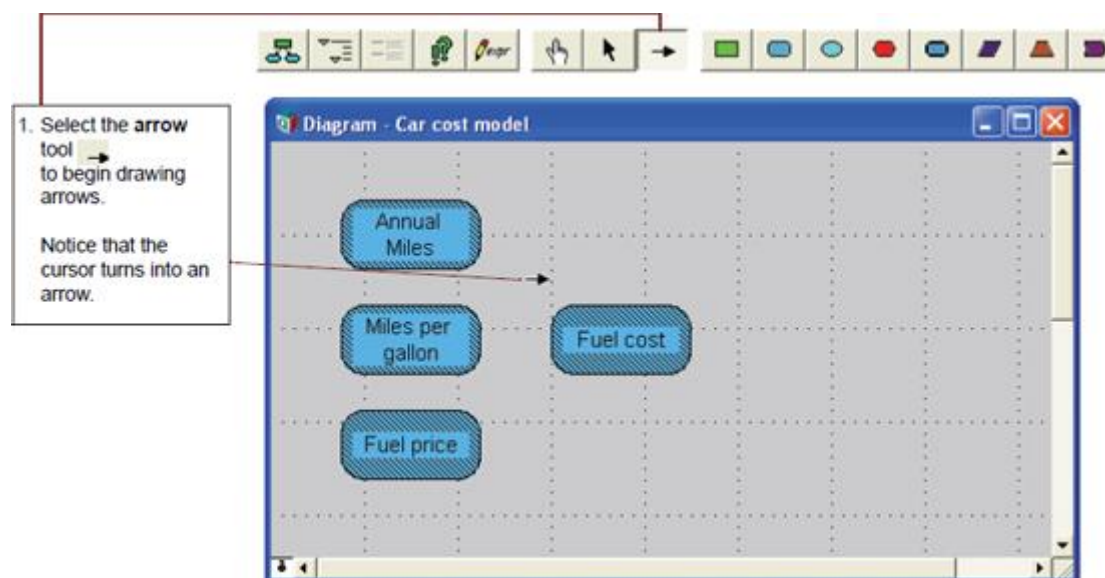 expr
1. Select the arrow
tool
to begin drawing
arrows.
Notice that the
cursor turns into an
arrow.
Diagram - Car cost model
Annual
Miles
Miles per
gallon
Fuel cost
Fuel price